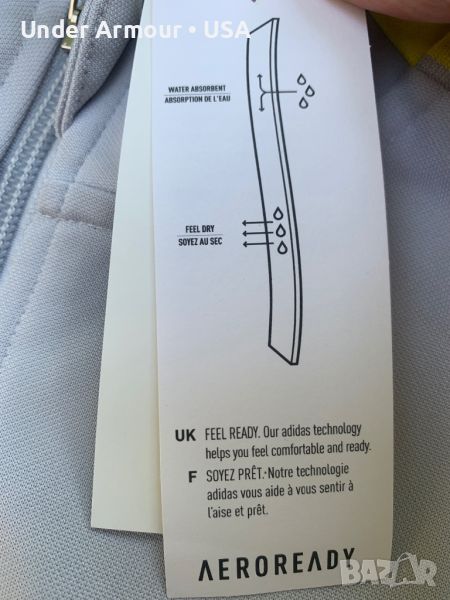 Under Armour • USA
WATER ABSORBENT
ABSORPTION DE L'EAU
FEEL DRY
SOYEZ AU SEC
UK FEEL READY. Our adidas technology
helps you feel comfortable and ready.
F SOYEZ PRÊT. Notre technologie
adidas vous aide à vous sentir à
l'aise et prêt.
AEROREADY
BAZAR